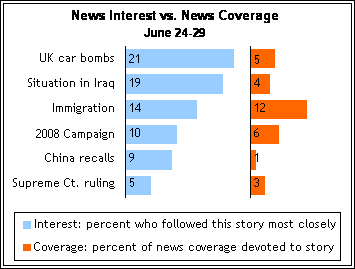 News Interest vs. News Coverage
June 24-29
UK car bombs 21 5
Situation in Iraq 19 4
Immigration 14 12
2008 Campaign 10 6
China recalls 9 1
Supreme Ct. ruling 5 3
Interest: percent who followed this story most closely
Coverage: percent of news coverage devoted to story